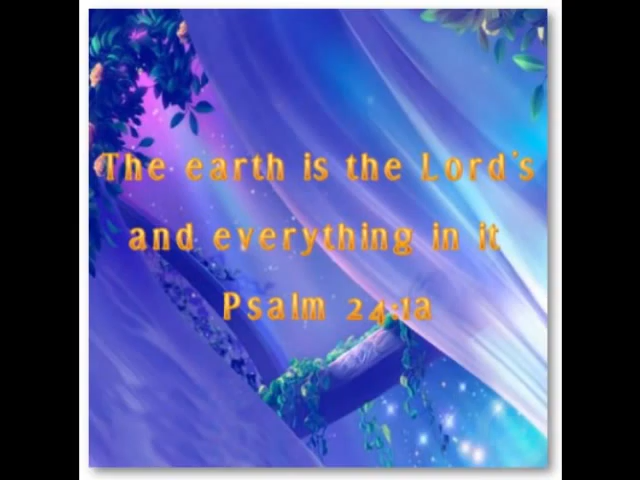 The earth is the Lord's
and everything in it
Psalm 24:1a